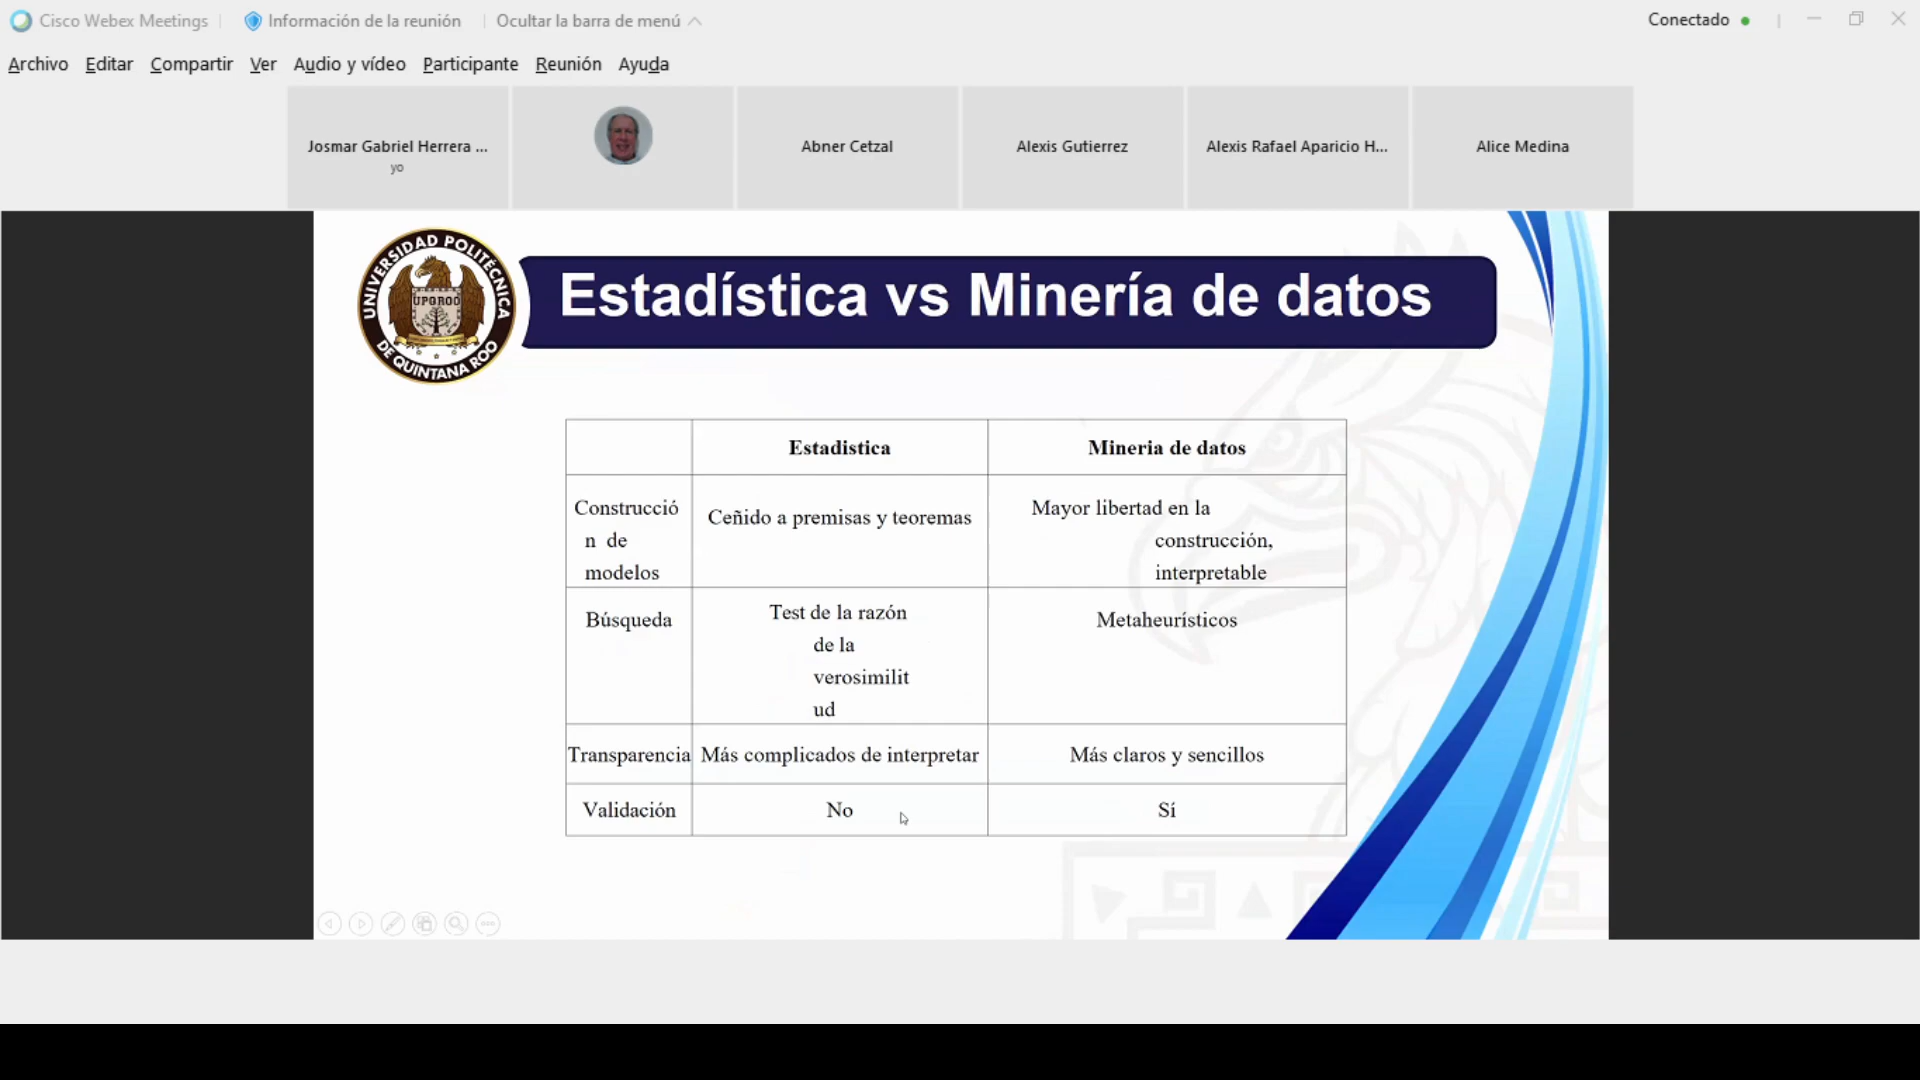 Cisco Webex Meetings
Información de la reunión
Ocultar la barra de menú
Conectado
Archivo Editar Compartir Ver Audio y vídeo Participante Reunión Ayuda
Josmar Gabriel Herrera ...
yo
Abner Cetzal
Alexis Gutierrez
Alexis Rafael Aparicio H...
Alice Medina
UNIVERSIDAD POLITÉCNICA
UPQROO
DE QUINTANA ROO
Estadística vs Minería de datos
Estadistica
Mineria de datos
Construcció
n de
modelos
Ceñido a premisas y teoremas
Mayor libertad en la
construcción,
interpretable
Búsqueda
Test de la razón
de la
verosimilit
ud
Metaheurísticos
Transparencia
Más complicados de interpretar
Más claros y sencillos
Validación
No
Sí